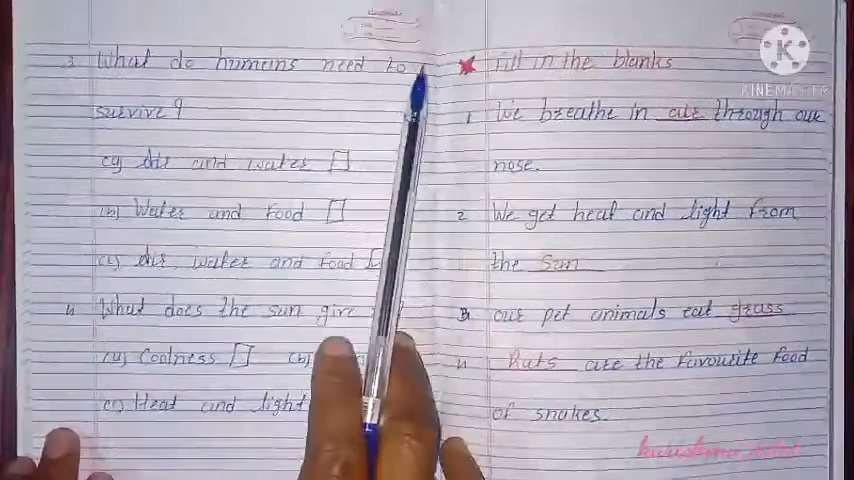 3 What do humans need to
survive?
(a) Air and water
(b) Water and food
(c) Air, water and food
4 What does the sun give
(a) Coolness (b)
(c) Heat and light
Fill in the blanks
1 We breathe in air through our
nose.
2 We get heat and light from
the Sun
3 our pet animals eat grass
4 Rats are the favourite food
of snakes.
KINEMASTER